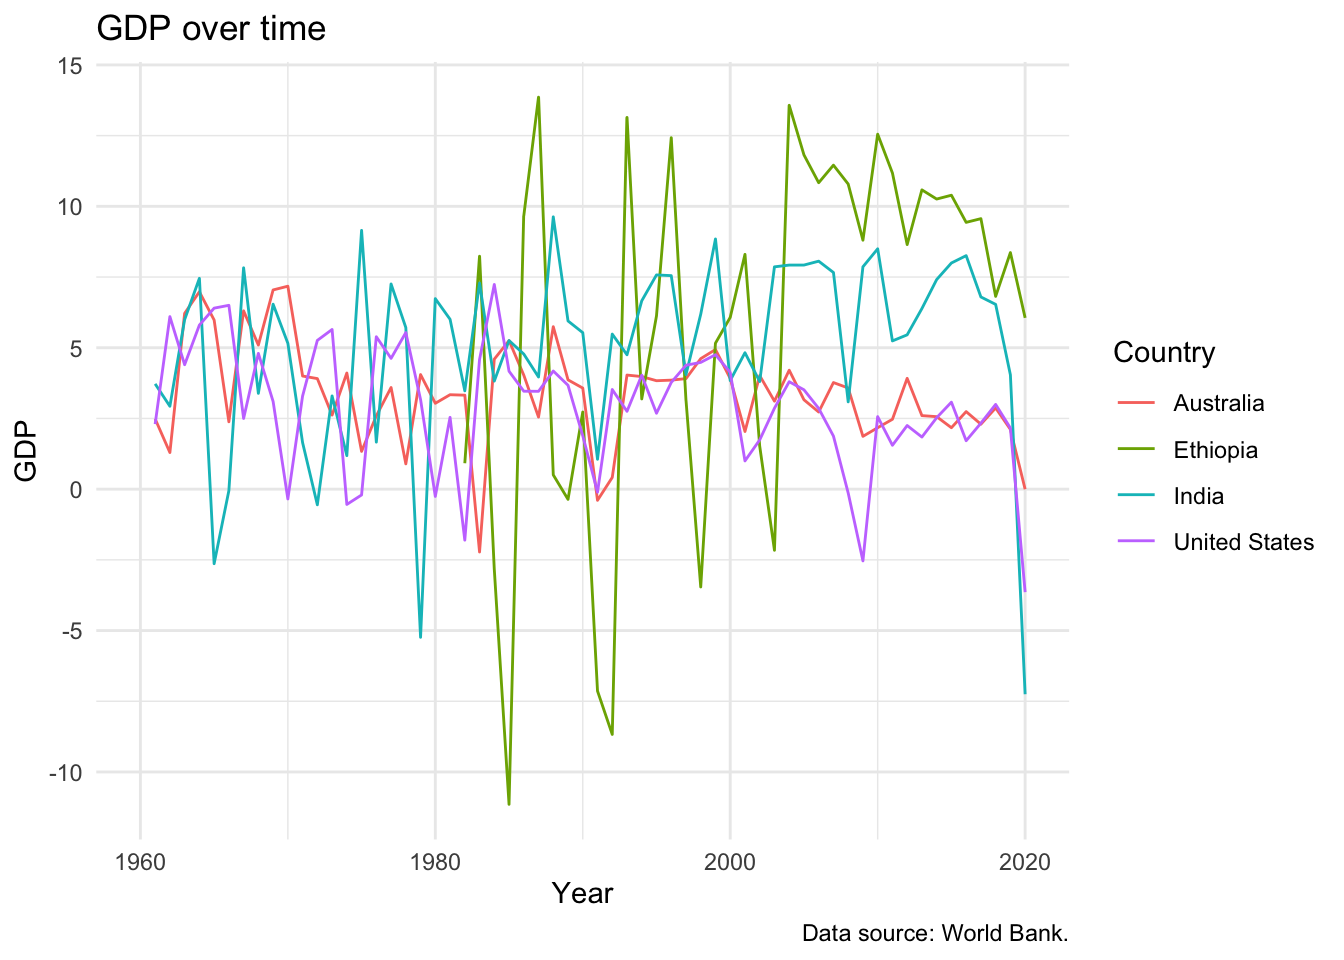 GDP over time
15
10
5
0
-5
-10
GDP
1960
1980
2000
2020
Year
Country
Australia
Ethiopia
India
United States
Data source: World Bank.